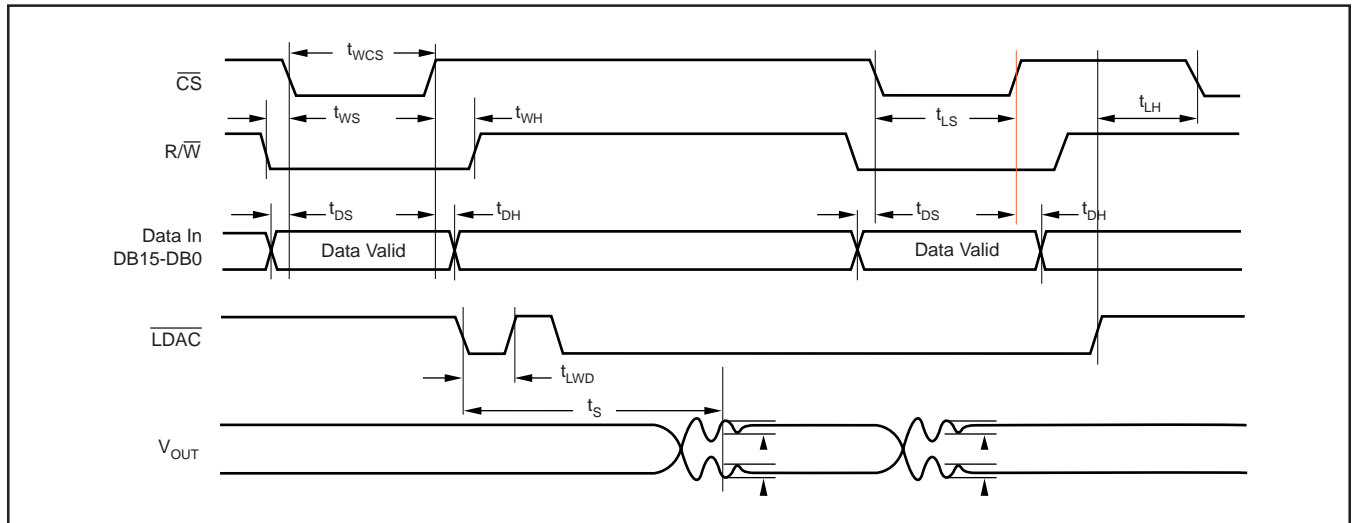 tWCS
CS
tWS
tWH
tLS
tLH
R/W
tDS
tDH
tDS
tDH
Data In
DB15-DB0
Data Valid
Data Valid
LDAC
tLWD
tS
VOUT